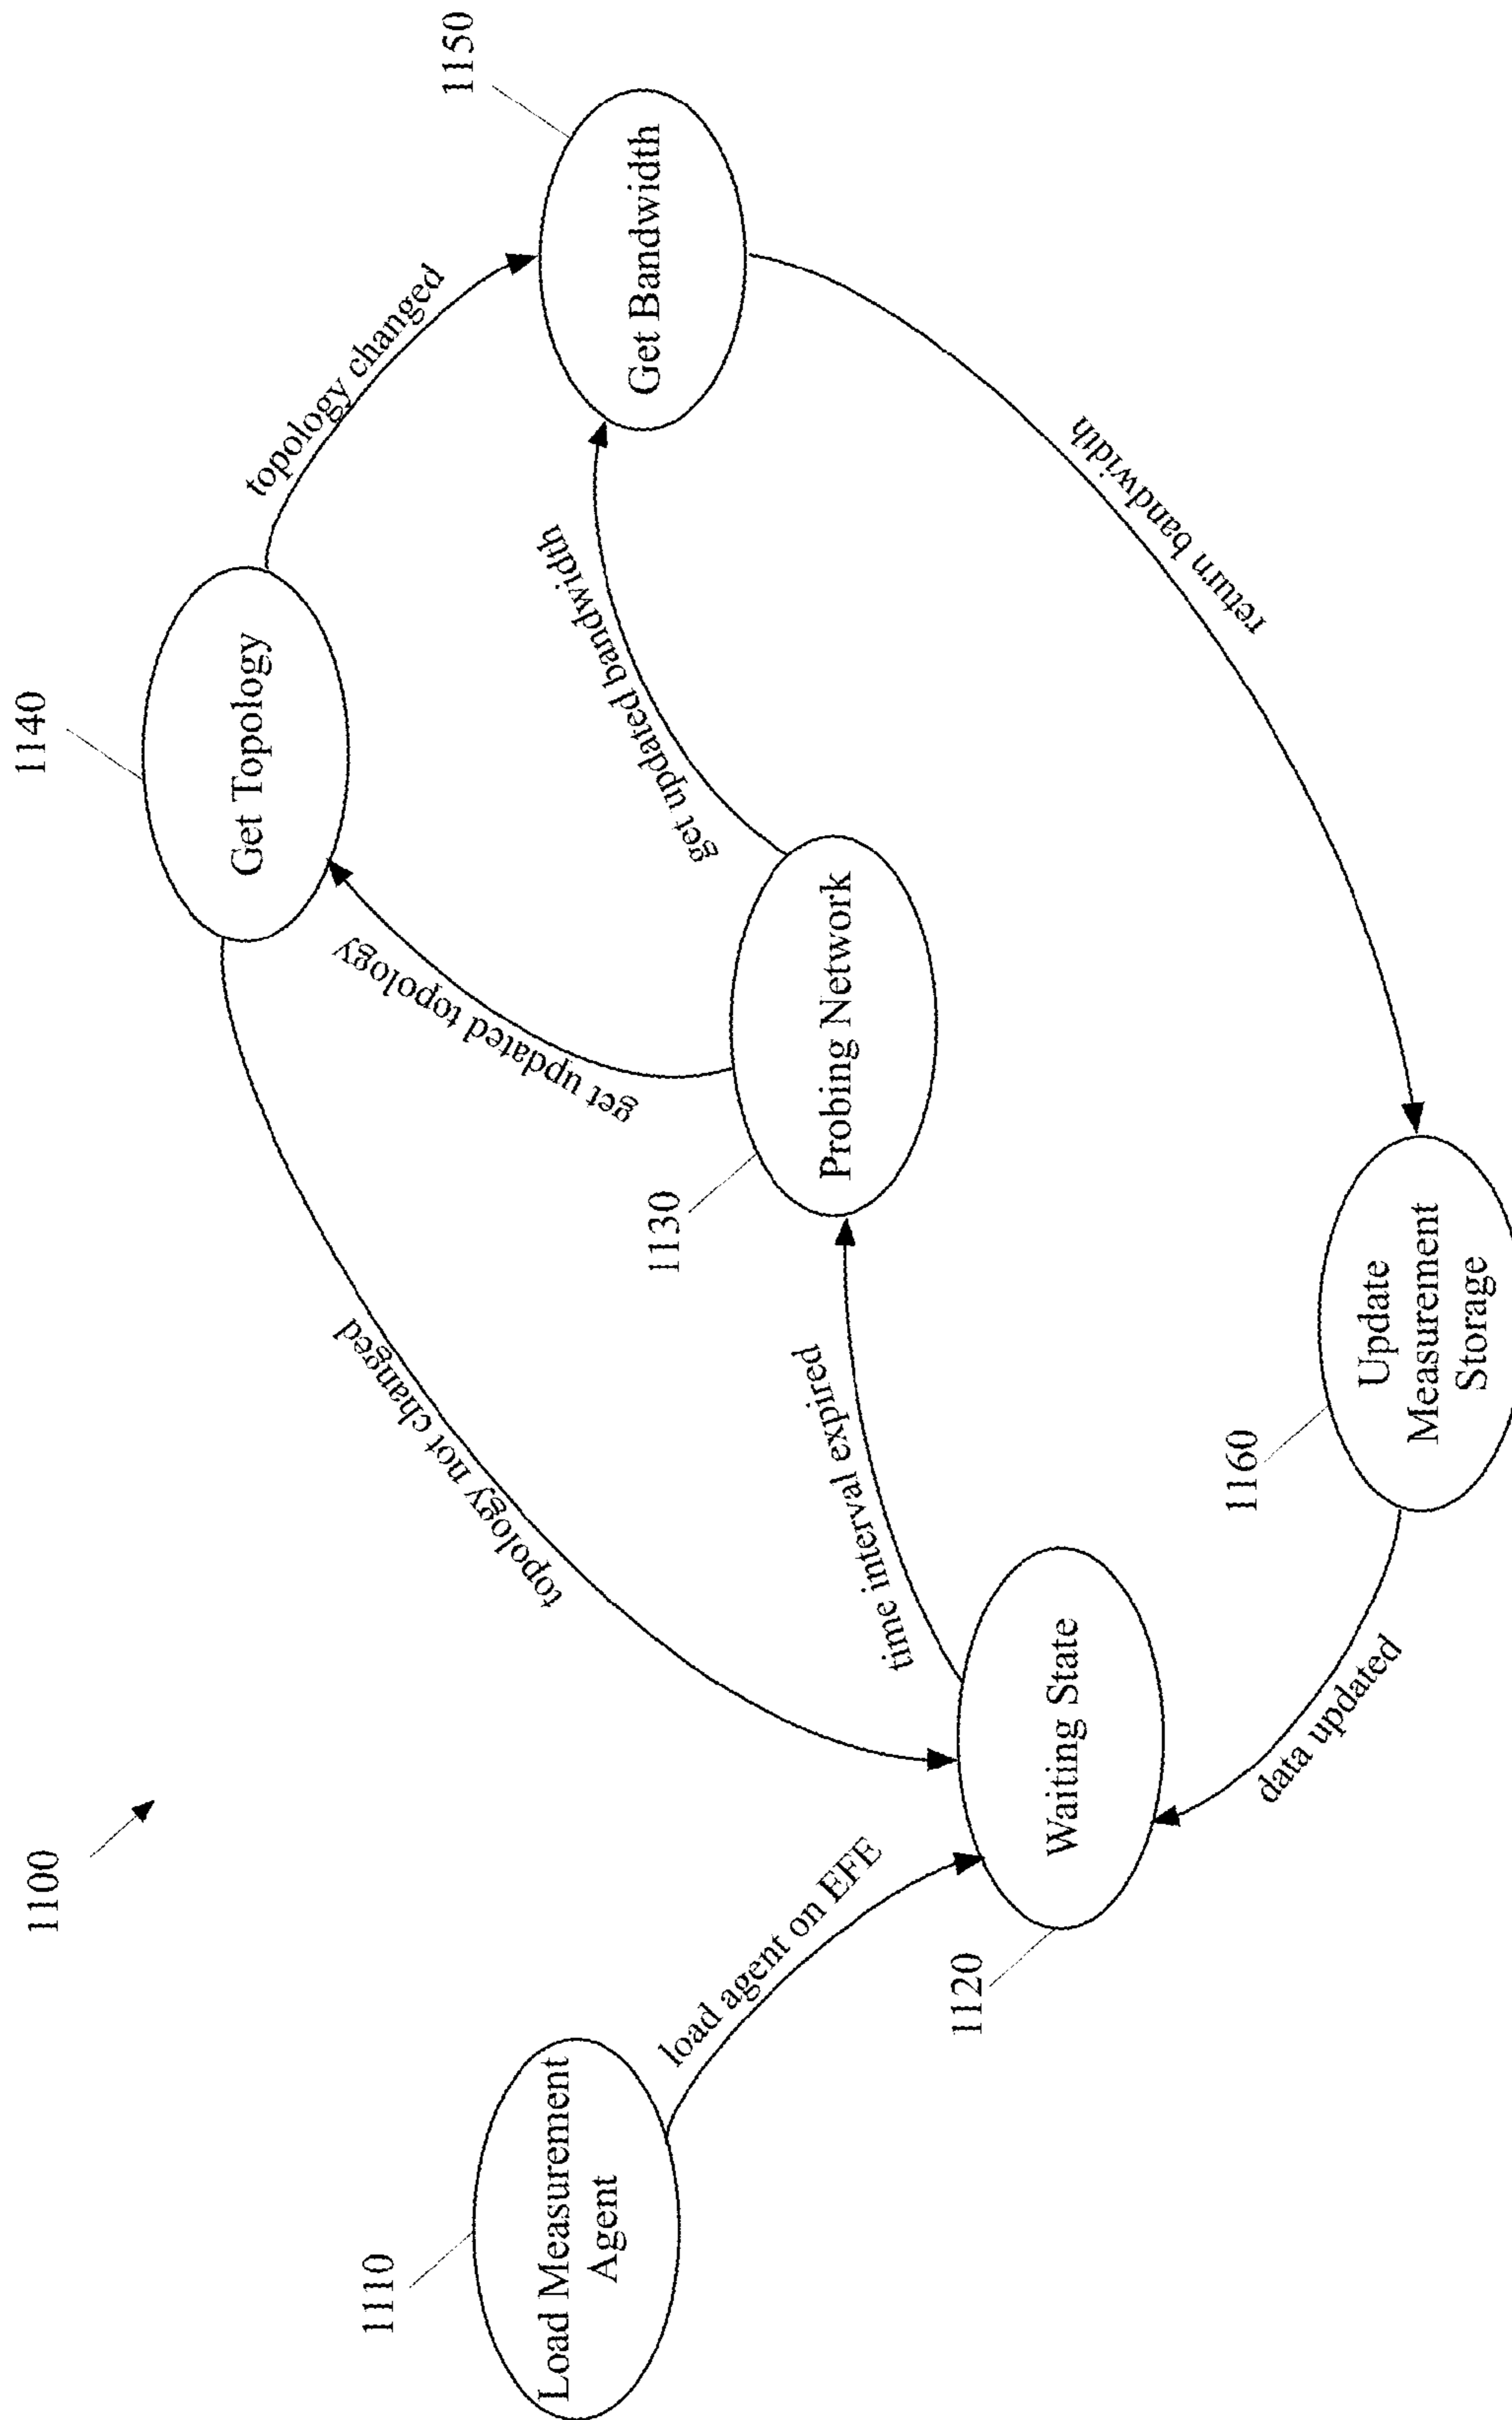 1100
1110
Load Measurement
Agent
load agent on EFE
1120
Waiting State
topology not changed
time interval expired
data updated
1130
Probing Network
get updated topology
get updated bandwidth
1140
Get Topology
topology changed
1150
Get Bandwidth
return bandwidth
1160
Update
Measurement
Storage